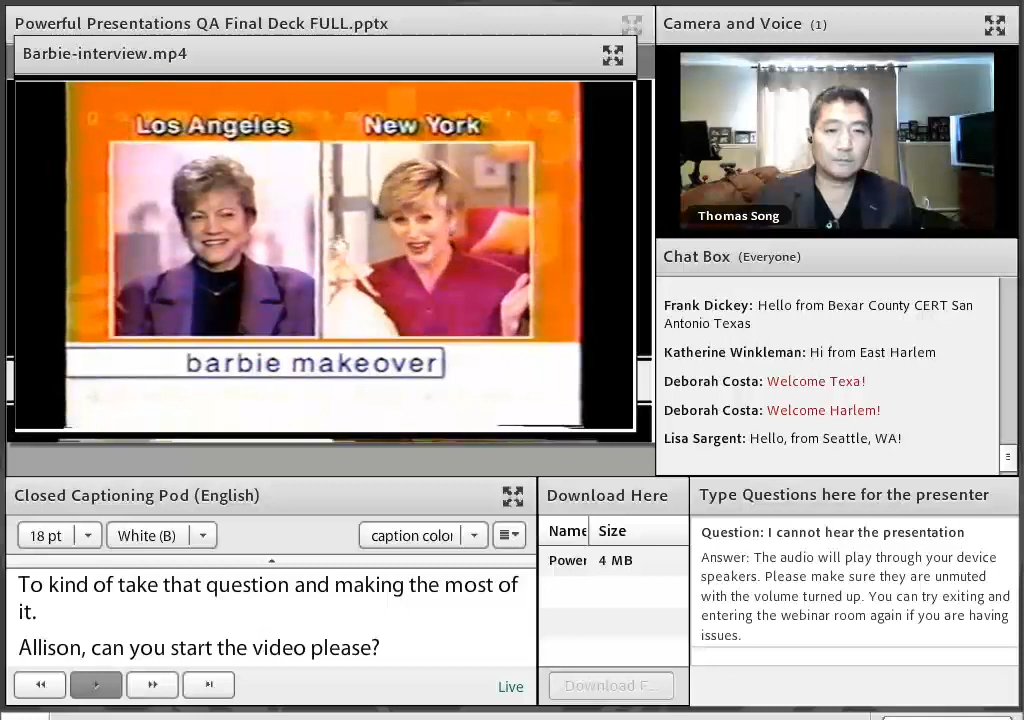 Powerful Presentations QA Final Deck FULL.pptx
Barbie-interview.mp4
Los Angeles
New York
barbie makeover
Camera and Voice (1)
Thomas Song
Chat Box (Everyone)
Frank Dickey: Hello from Bexar County CERT San
Antonio Texas
Katherine Winkleman: Hi from East Harlem
Deborah Costa: Welcome Texa!
Deborah Costa: Welcome Harlem!
Lisa Sargent: Hello, from Seattle, WA!
Closed Captioning Pod (English)
18 pt
White (B)
caption color
To kind of take that question and making the most of
it.
Allison, can you start the video please?
Live
Download Here
Name Size
Power 4 MB
Download F...
Type Questions here for the presenter
Question: I cannot hear the presentation
Answer: The audio will play through your device
speakers. Please make sure they are unmuted
with the volume turned up. You can try exiting and
entering the webinar room again if you are having
issues.